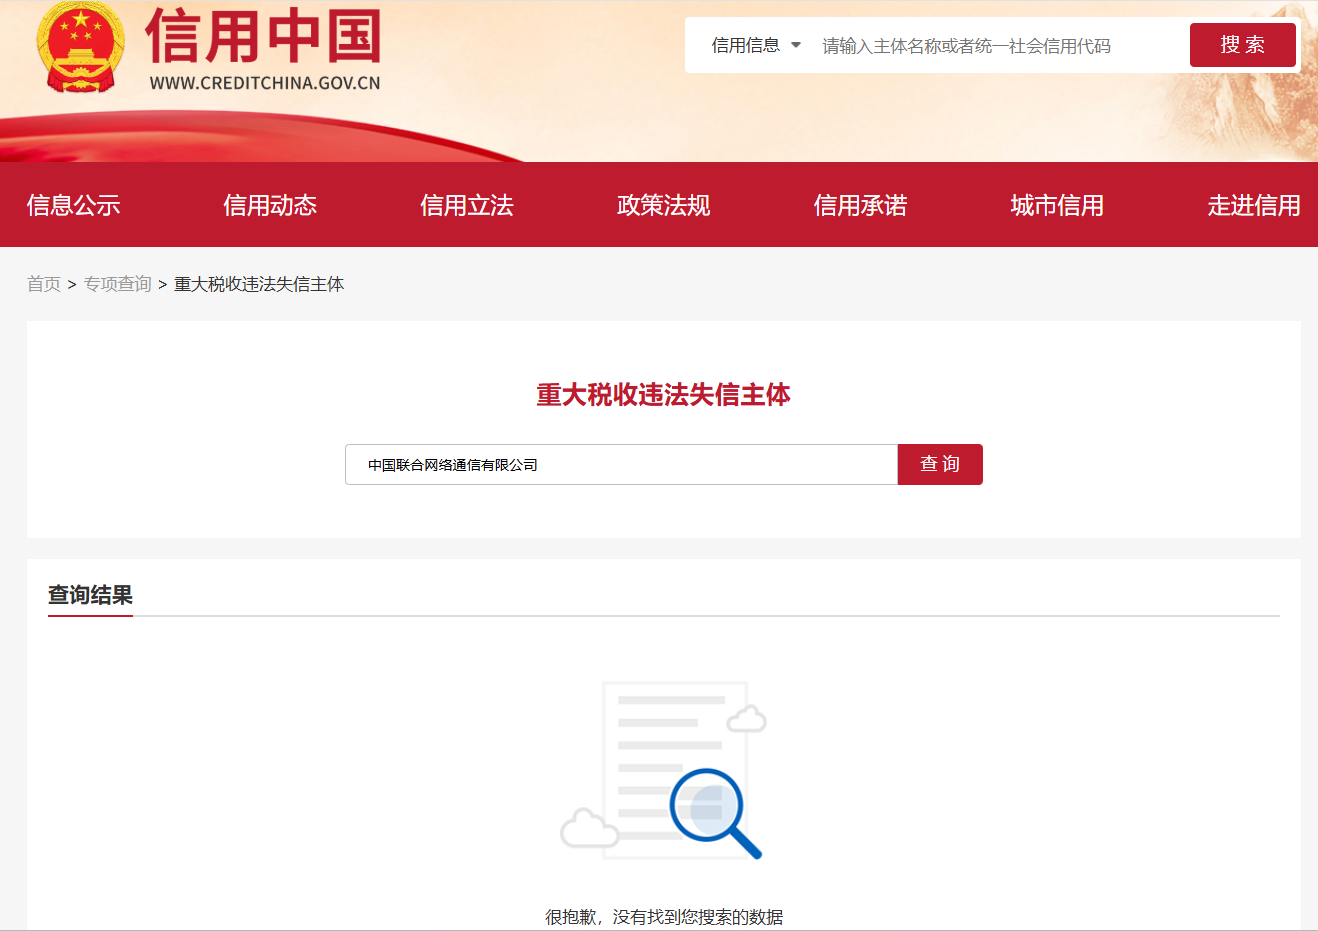 信用中国
WWW.CREDITCHINA.GOV.CN
信用信息 请输入主体名称或者统一社会信用代码 搜 索
信息公示 信用动态 信用立法 政策法规 信用承诺 城市信用 走进信用
首页 > 专项查询 > 重大税收违法失信主体
重大税收违法失信主体
中国联合网络通信有限公司 查 询
查询结果
很抱歉，没有找到您搜索的数据